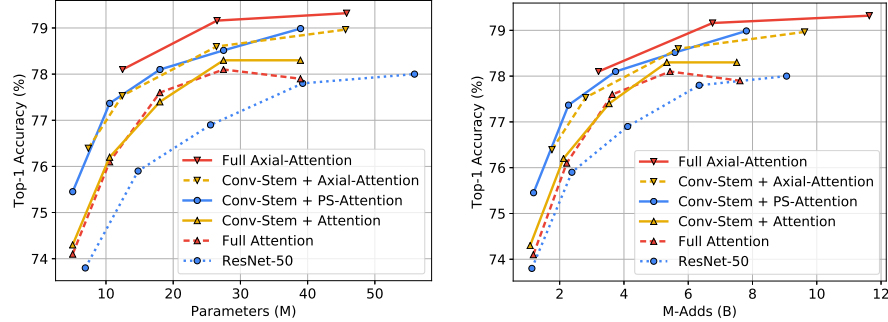 79
78
77
76
75
74
Top-1 Accuracy (%)
Full Axial-Attention
Conv-Stem + Axial-Attention
Conv-Stem + PS-Attention
Conv-Stem + Attention
Full Attention
ResNet-50
10 20 30 40 50
Parameters (M)
79
78
77
76
75
74
Top-1 Accuracy (%)
Full Axial-Attention
Conv-Stem + Axial-Attention
Conv-Stem + PS-Attention
Conv-Stem + Attention
Full Attention
ResNet-50
2 4 6 8 10 12
M-Adds (B)